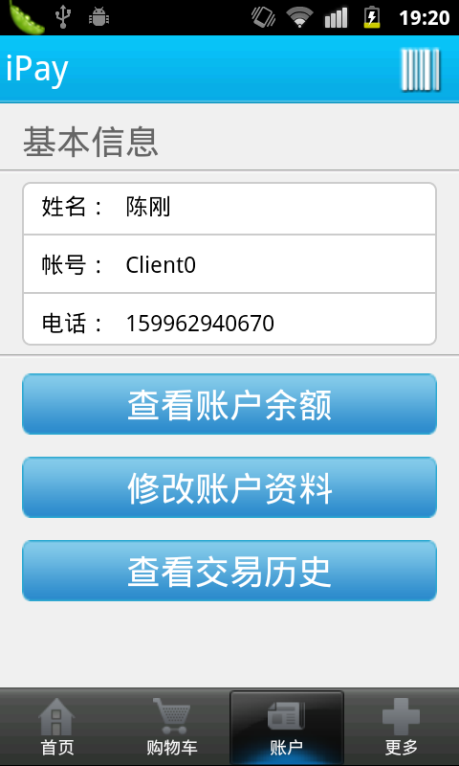 19:20
iPay
基本信息
姓名： 陈刚
帐号： Client0
电话： 159962940670
查看账户余额
修改账户资料
查看交易历史
首页 购物车 账户 更多